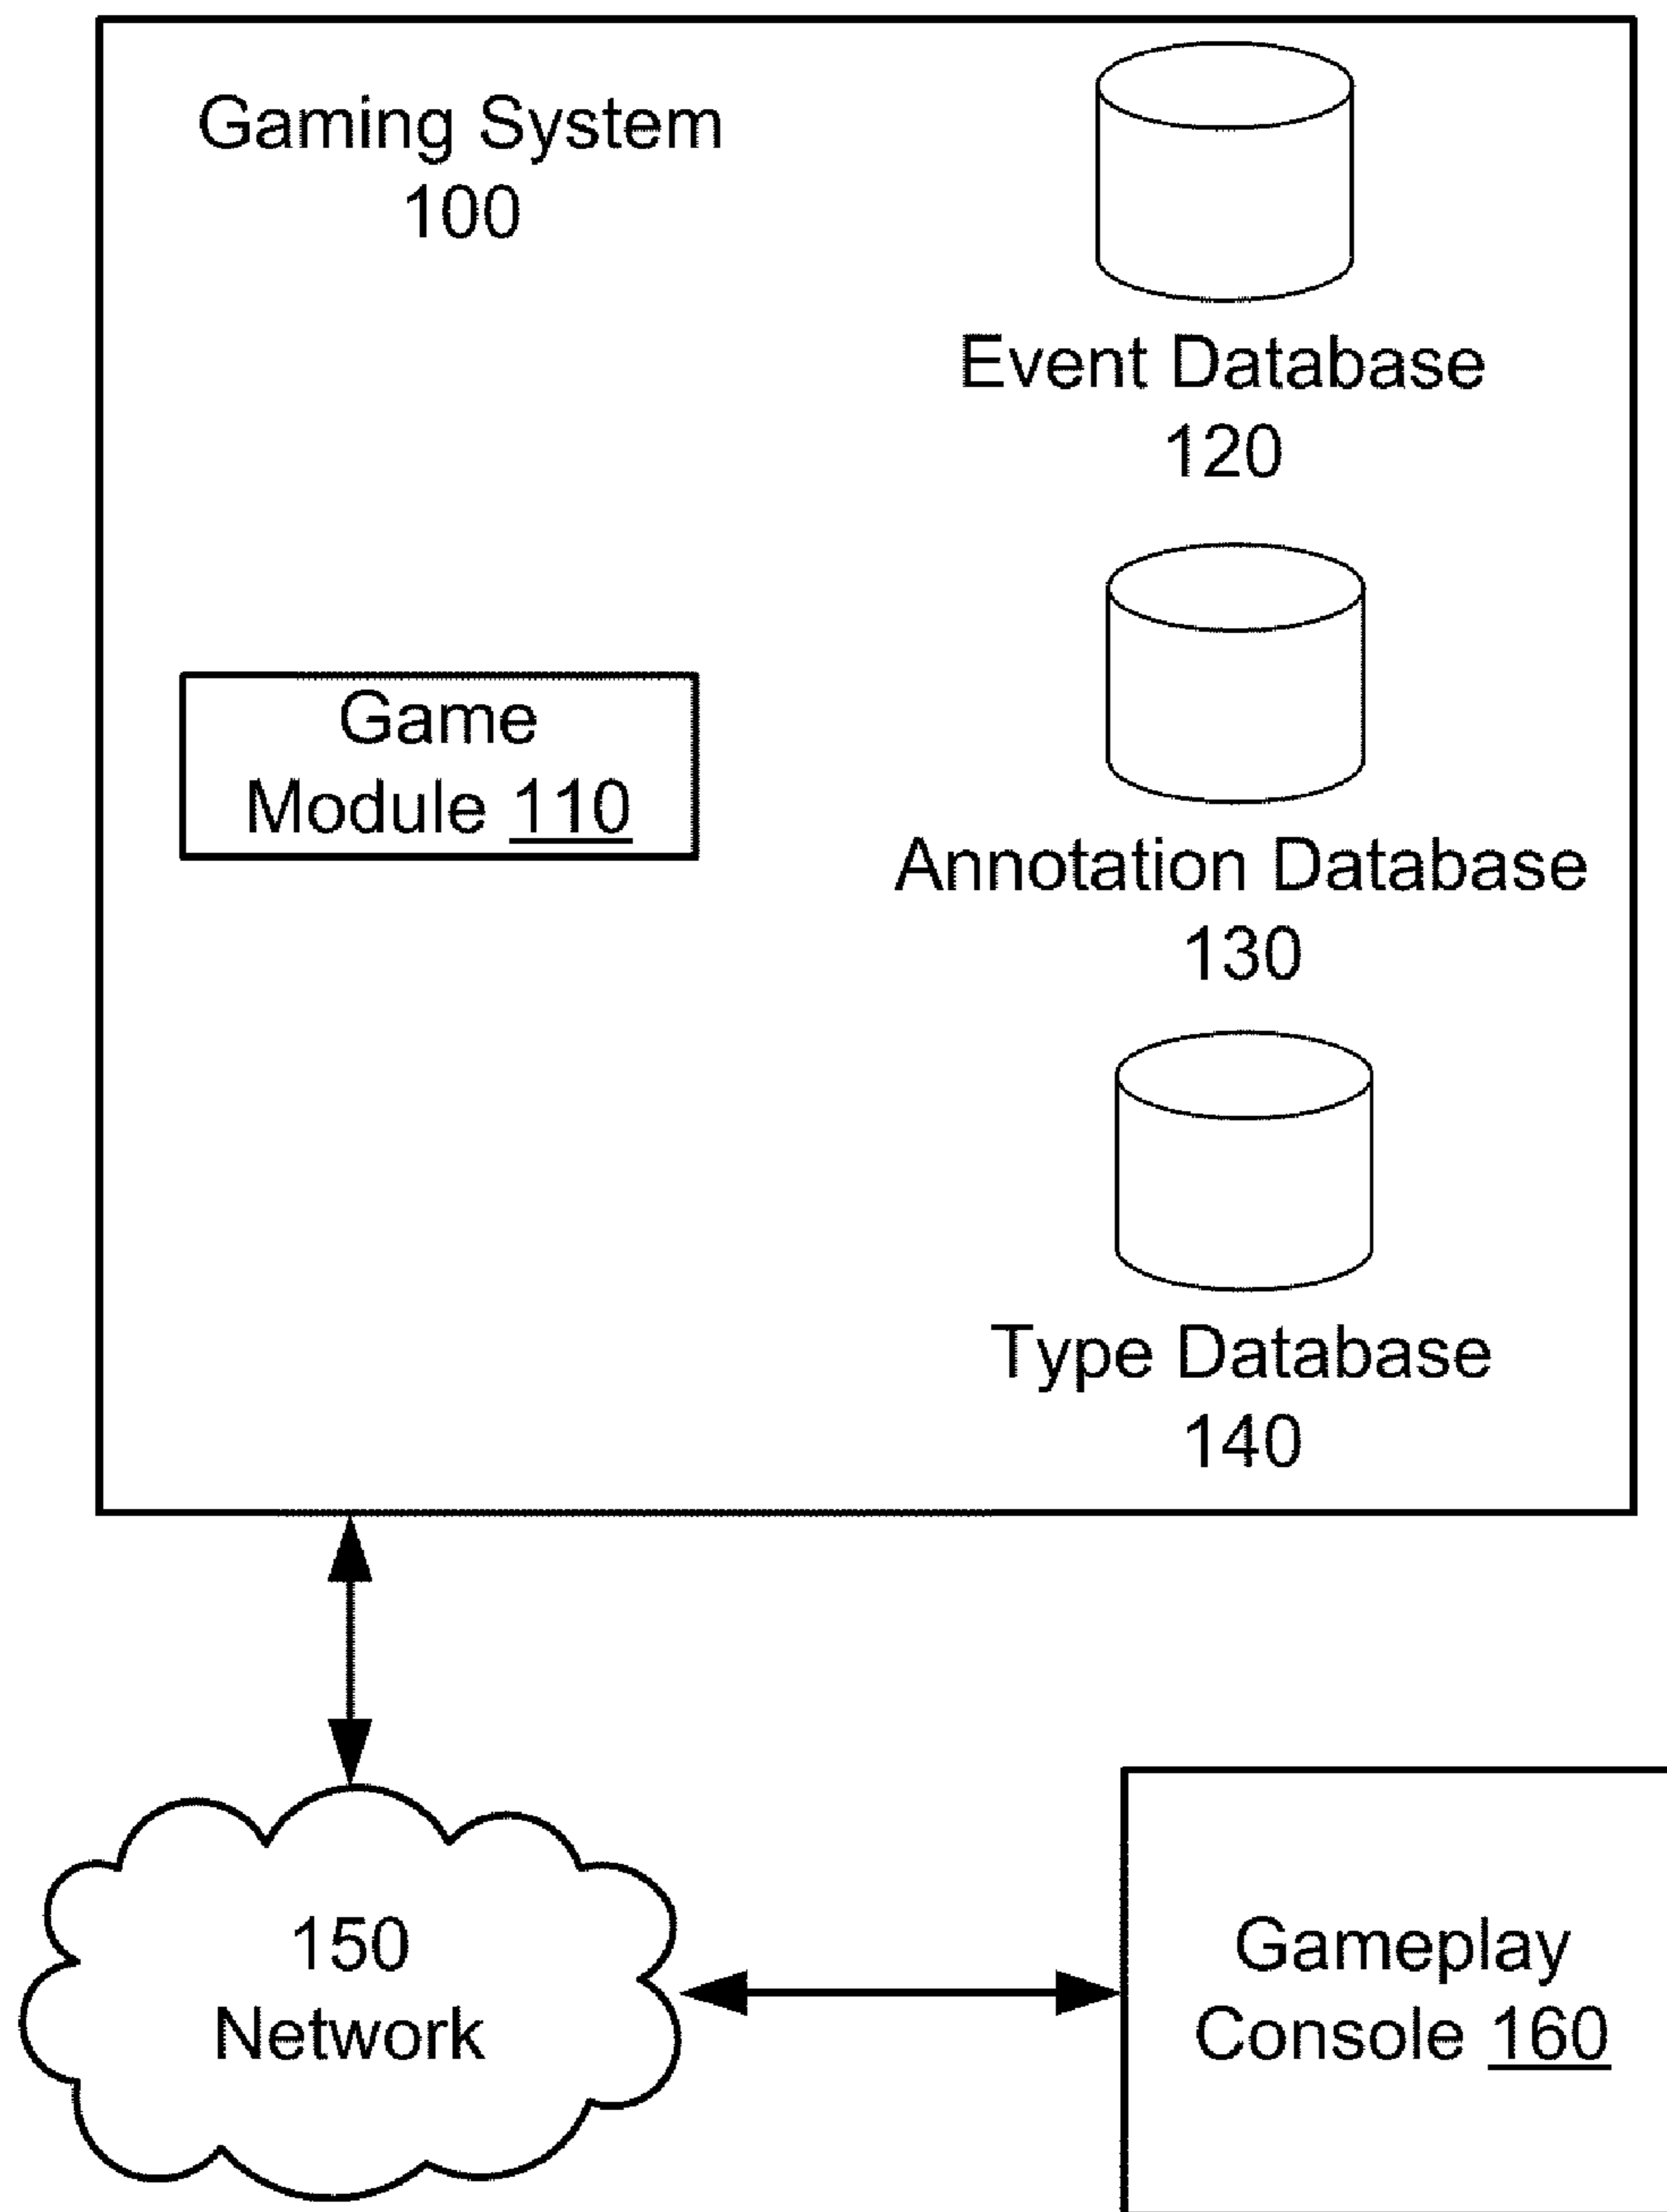 Gaming System
100
Event Database
120
Game
Module 110
Annotation Database
130
Type Database
140
150
Network
Gameplay
Console 160